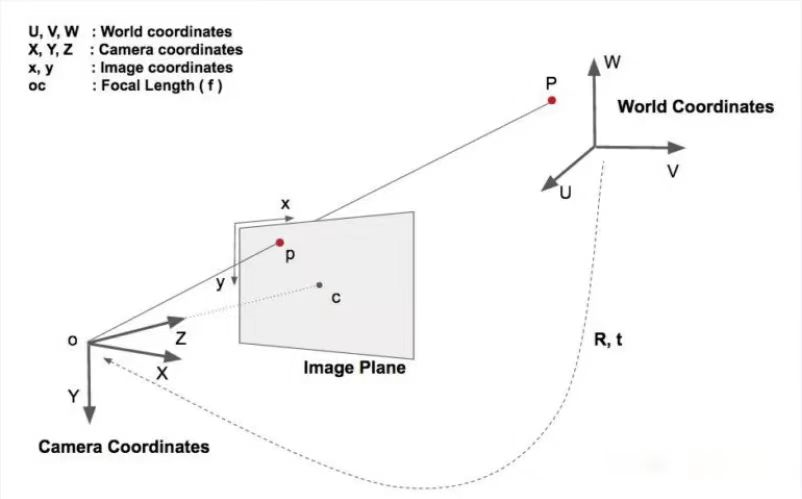 U, V, W : World coordinates
X, Y, Z : Camera coordinates
x, y : Image coordinates
oc : Focal Length ( f )
W
P
World Coordinates
V
U
x
p
y
c
o
Z
R, t
X
Image Plane
Y
Camera Coordinates